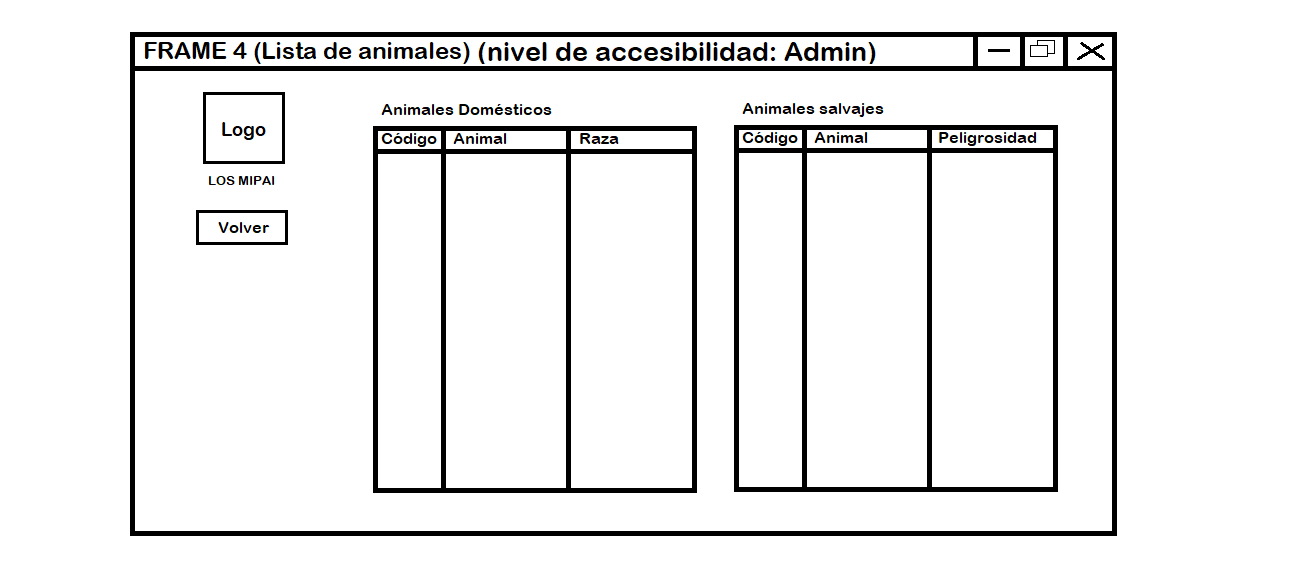 FRAME 4 (Lista de animales) (nivel de accesibilidad: Admin)
Logo
LOS MIPAI
Volver
Animales Domésticos
Código Animal Raza
Animales salvajes
Código Animal Peligrosidad